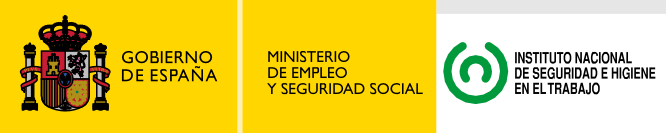 GOBIERNO
DE ESPAÑA
MINISTERIO
DE EMPLEO
Y SEGURIDAD SOCIAL
INSTITUTO NACIONAL
DE SEGURIDAD E HIGIENE
EN EL TRABAJO